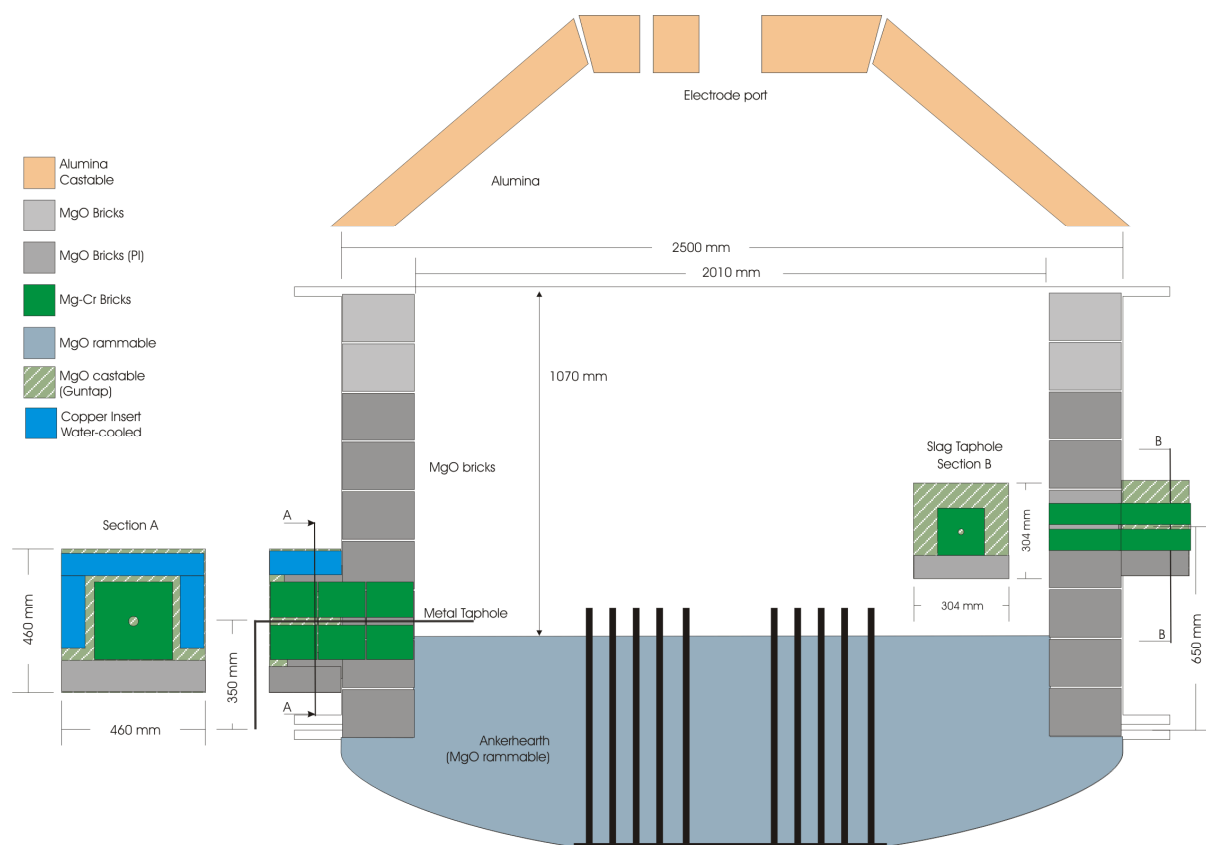 Electrode port
Alumina
Castable
MgO Bricks
MgO Bricks (PI)
Mg-Cr Bricks
MgO rammable
MgO castable
(Guntap)
Copper Insert
Water-cooled
Alumina
2500 mm
2010 mm
1070 mm
MgO bricks
Slag Taphole
Section B
304 mm
304 mm
B
B
650 mm
Section A
460 mm
460 mm
A
A
350 mm
Metal Taphole
Ankerhearth
(MgO rammable)